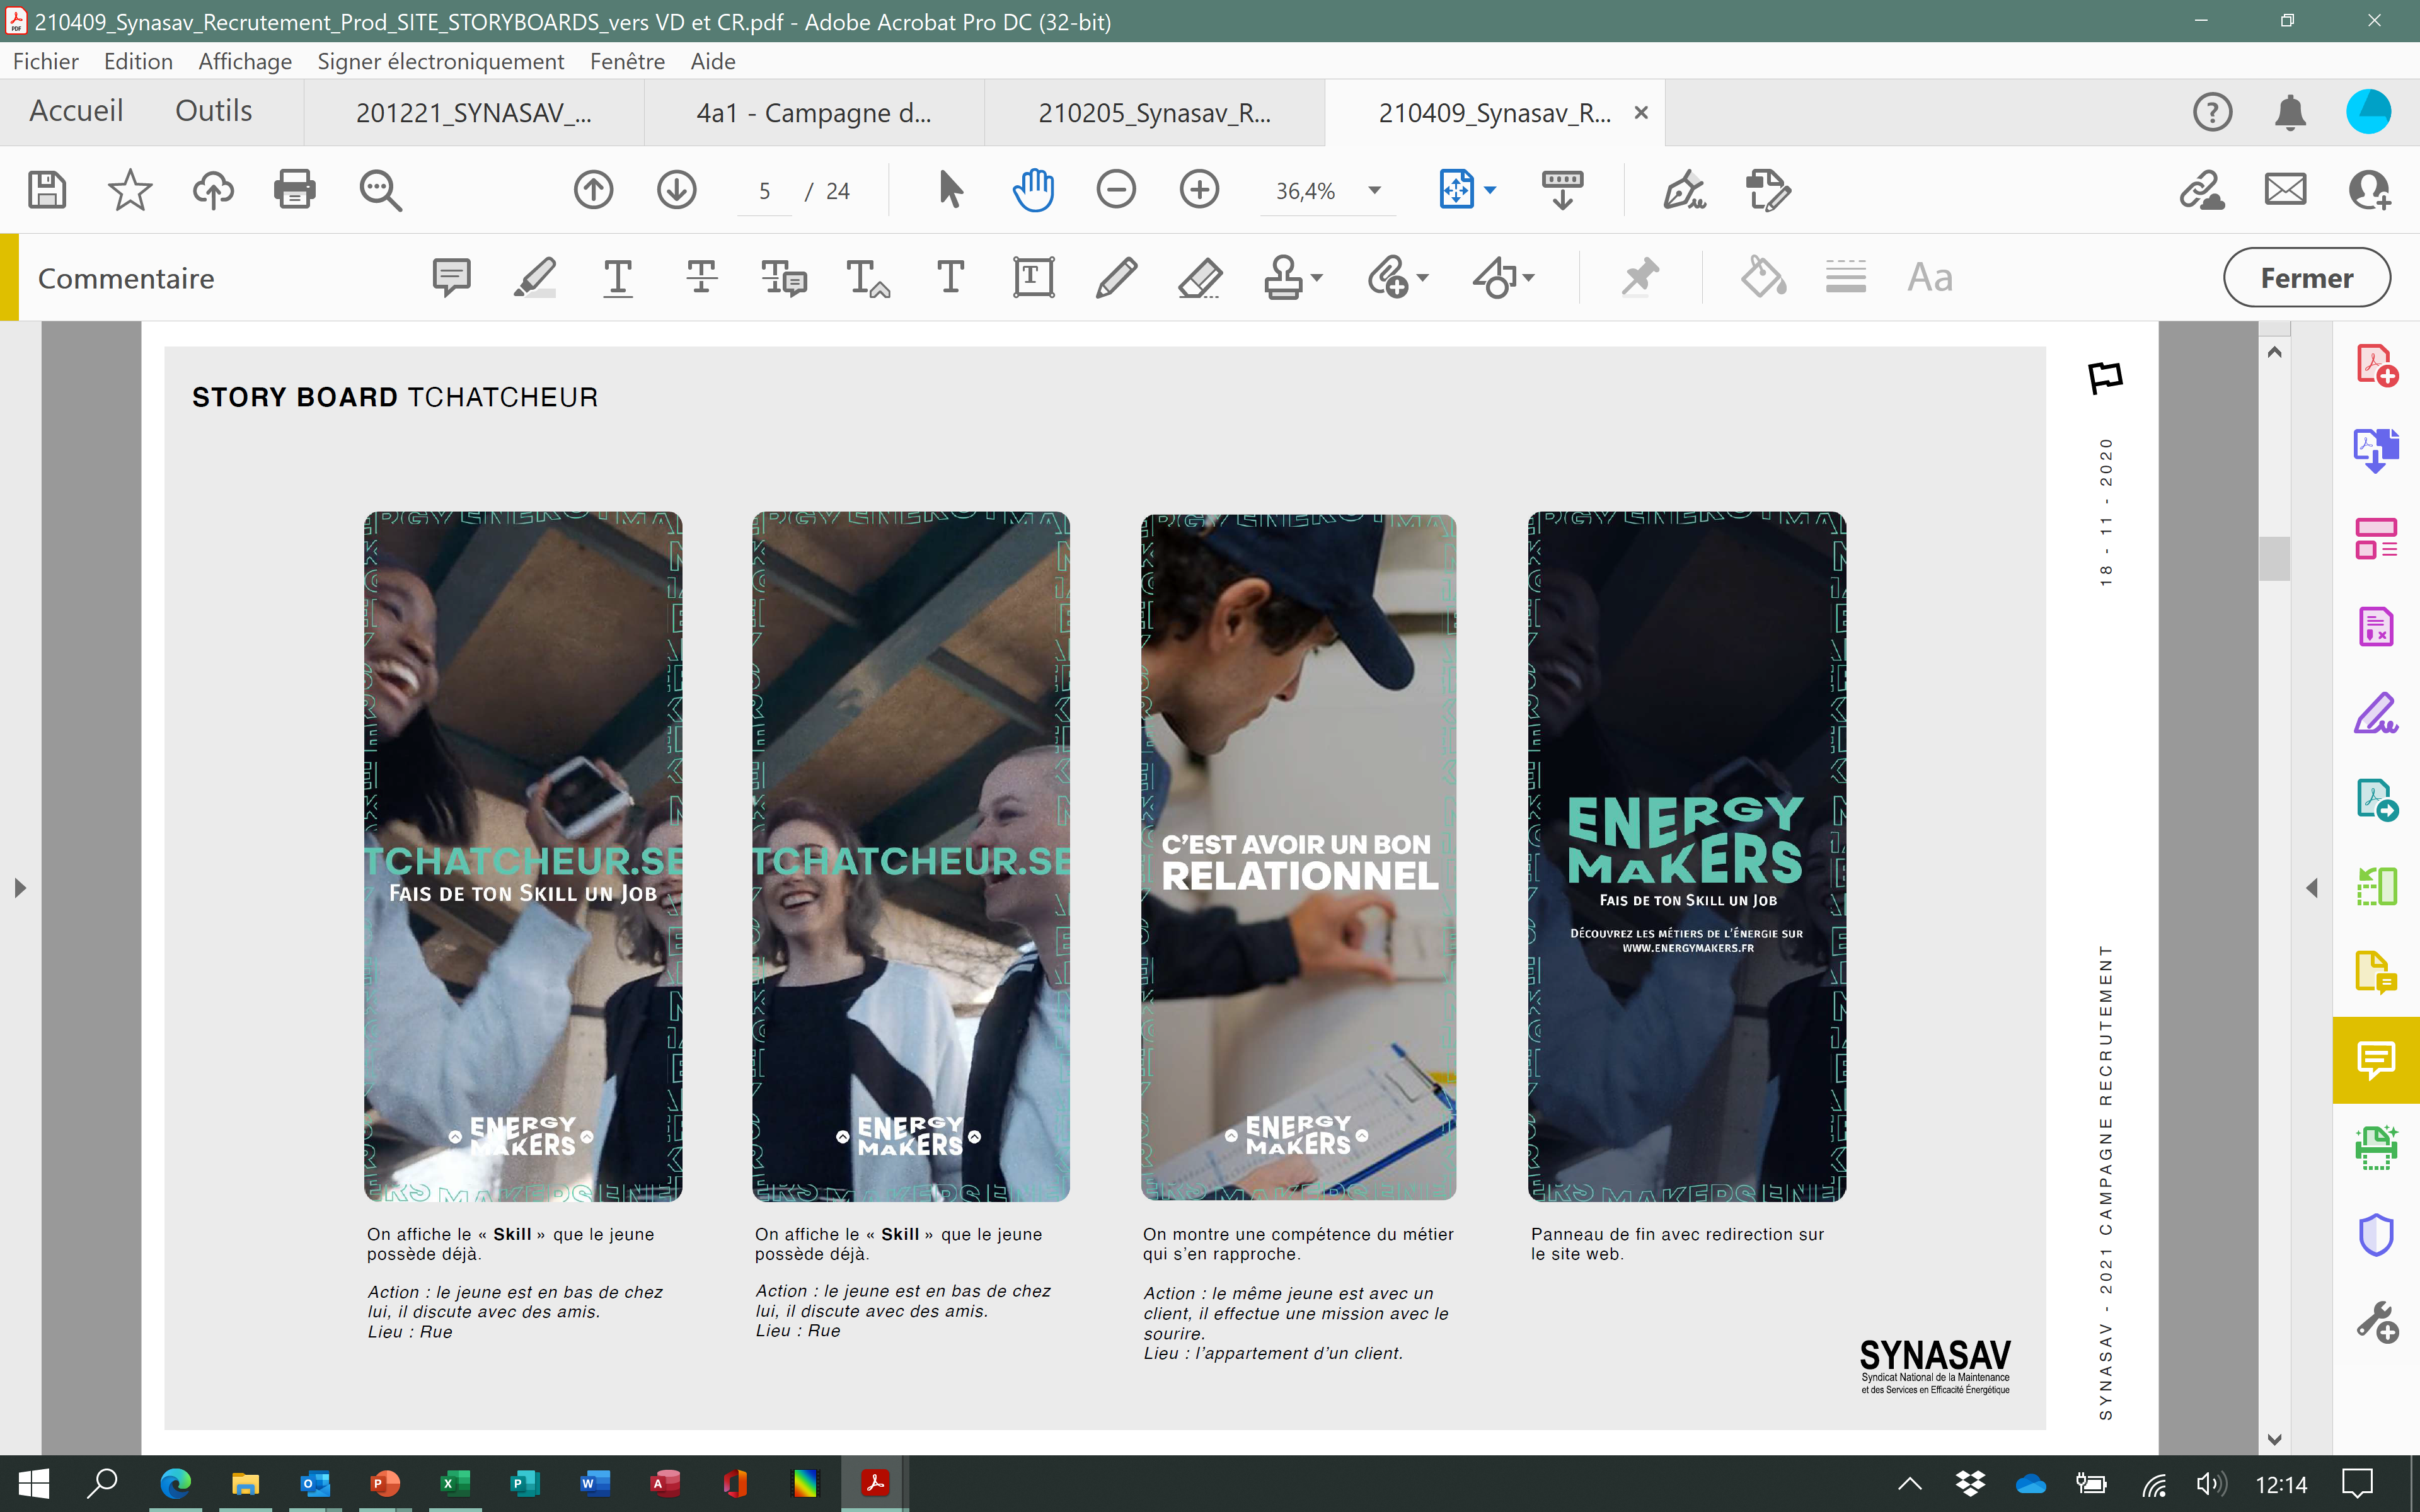 210409_Synasav_Recrutement_Prod_SITE_STORYBOARDS_vers VD et CR.pdf - Adobe Acrobat Pro DC (32-bit)
Fichier Edition Affichage Signer électroniquement Fenêtre Aide
Accueil Outils 201221_SYNASAV_... 4a1 - Campagne d... 210205_Synasav_R... 210409_Synasav_R...
5 / 24 36,4%
Commentaire
Fermer
STORY BOARD TCHATCHEUR
18 - 11 - 2020
SYNASAV - 2021 CAMPAGNE RECRUTEMENT
TCHATCHEUR.SE
FAIS DE TON SKILL UN JOB
ENERGY
MAKERS
On affiche le « Skill » que le jeune
possède déjà.
Action : le jeune est en bas de chez
lui, il discute avec des amis.
Lieu : Rue
TCHATCHEUR.SE
ENERGY
MAKERS
On affiche le « Skill » que le jeune
possède déjà.
Action : le jeune est en bas de chez
lui, il discute avec des amis.
Lieu : Rue
C'EST AVOIR UN BON
RELATIONNEL
ENERGY
MAKERS
On montre une compétence du métier
qui s'en rapproche.
Action : le même jeune est avec un
client, il effectue une mission avec le
sourire.
Lieu : l'appartement d'un client.
ENERGY
MAKERS
FAIS DE TON SKILL UN JOB
DÉCOUVREZ LES MÉTIERS DE L'ÉNERGIE SUR
WWW.ENERGYMAKERS.FR
Panneau de fin avec redirection sur
le site web.
SYNASAV
Syndicat National de la Maintenance
et des Services en Efficacité Énergétique
12:14